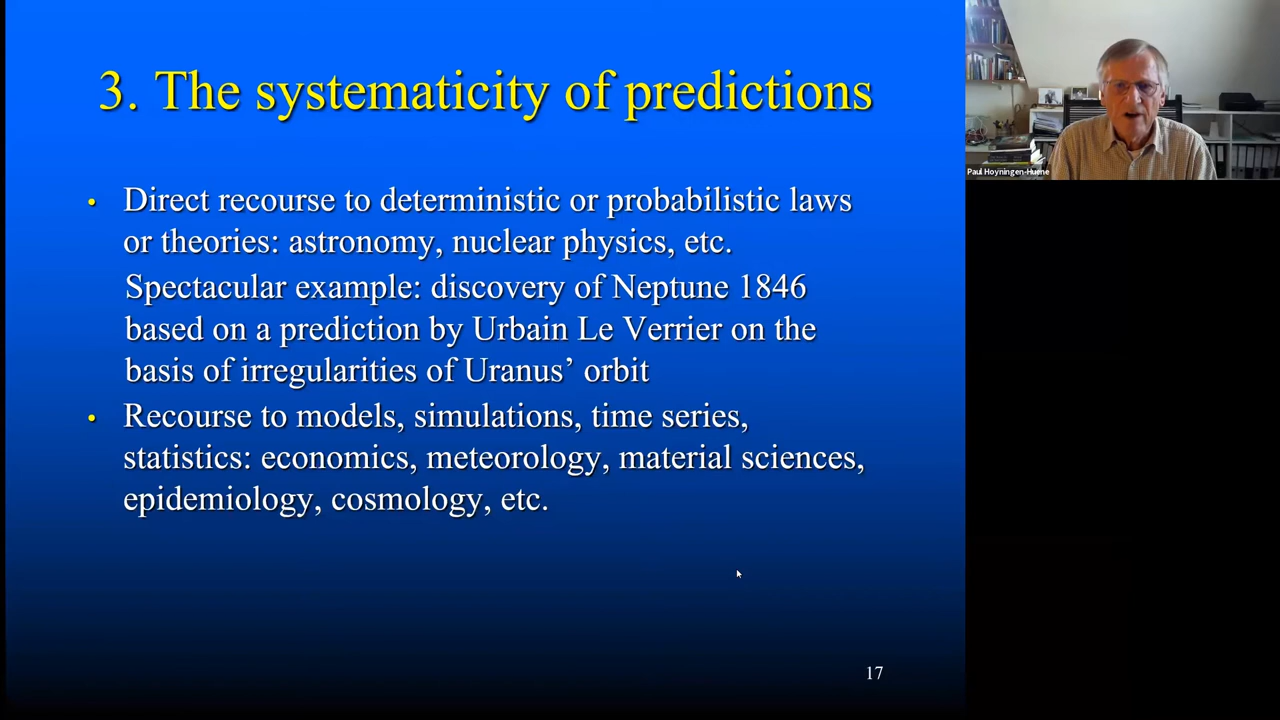 3. The systematicity of predictions
• Direct recourse to deterministic or probabilistic laws
or theories: astronomy, nuclear physics, etc.
Spectacular example: discovery of Neptune 1846
based on a prediction by Urbain Le Verrier on the
basis of irregularities of Uranus’ orbit
• Recourse to models, simulations, time series,
statistics: economics, meteorology, material sciences,
epidemiology, cosmology, etc.
17
Paul Hoyningen-Huene